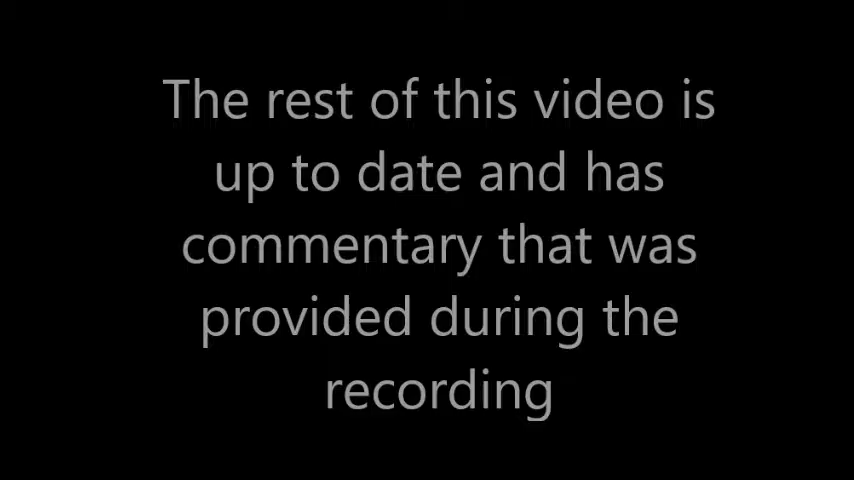 The rest of this video is
up to date and has
commentary that was
provided during the
recording